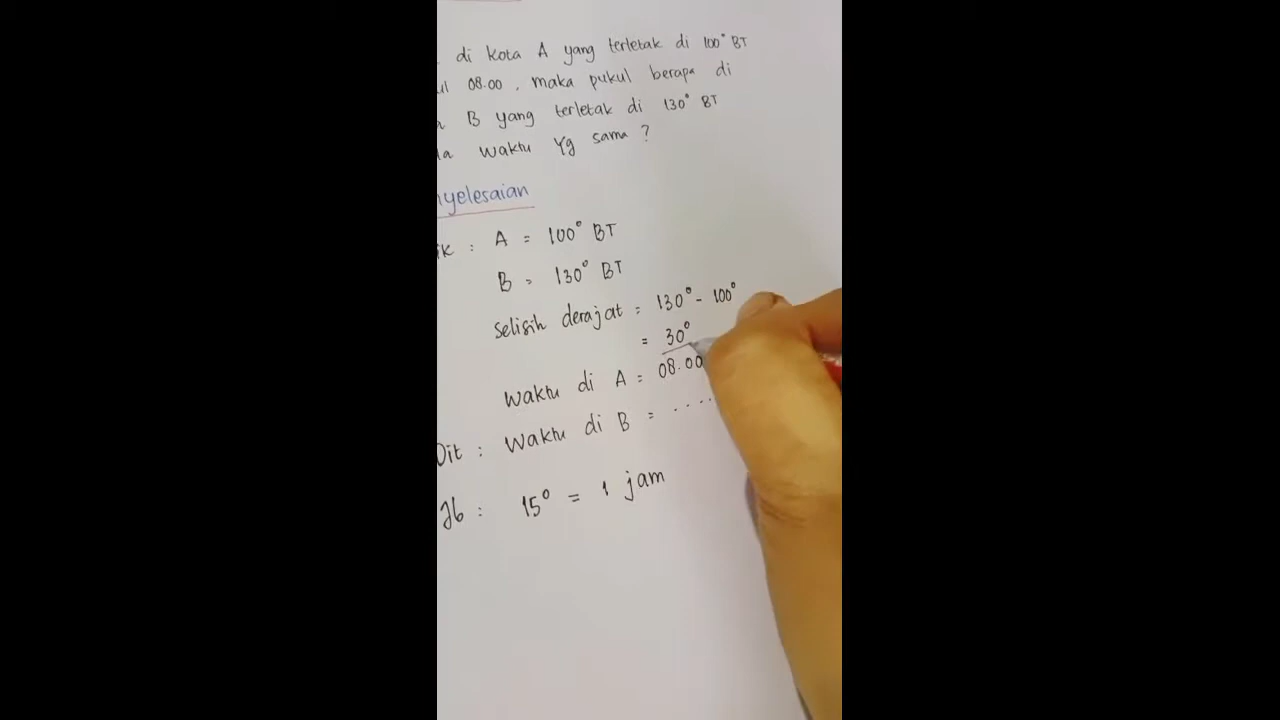 di kota A yang terletak di 100° BT
08.00, maka pukul berapa di
B yang terletak di 130° BT
waktu Yg sama ?
nyelesaian
ik : A = 100° BT
B = 130° BT
Selisih derajat = 130° - 100°
= 30°
Waktu di A = 08.00
Dit : Waktu di B = .....
Jb : 15° = 1 jam